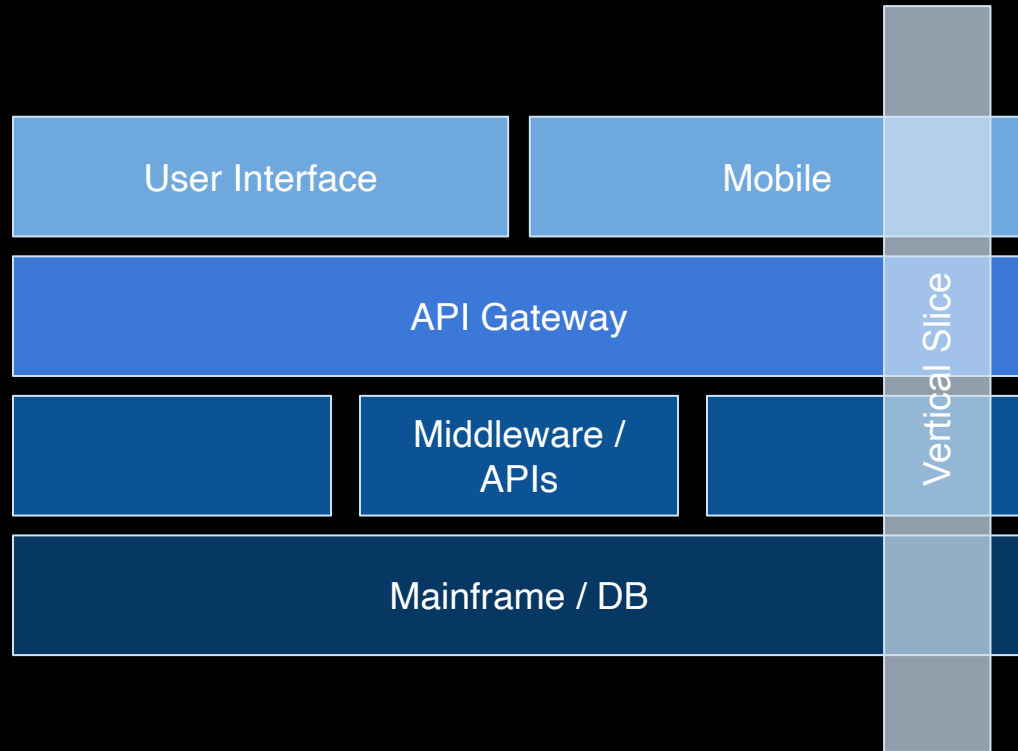 User Interface
Mobile
API Gateway
Vertical Slice
Middleware /
APIs
Mainframe / DB